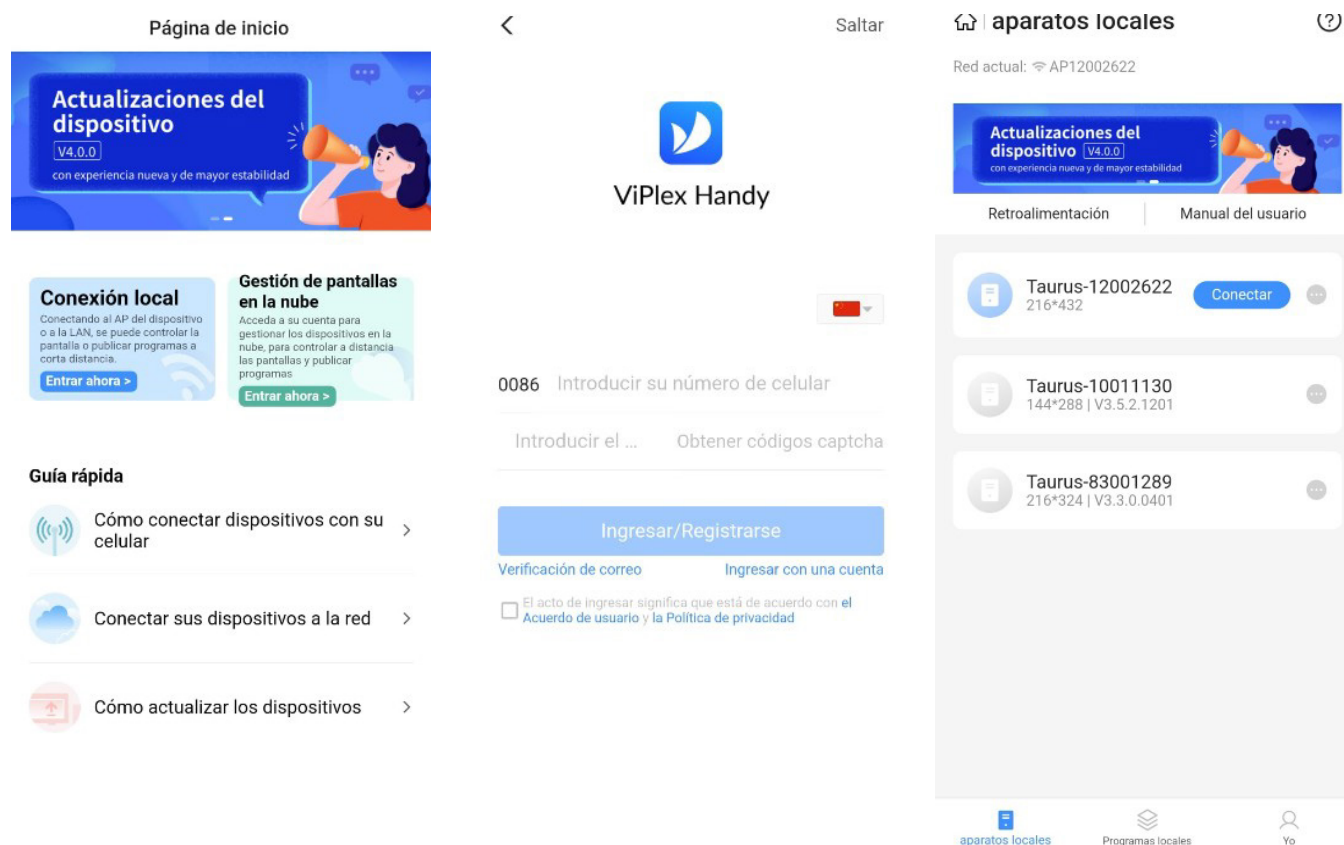 Página de inicio
Actualizaciones del
dispositivo
V4.0.0
con experiencia nueva y de mayor estabilidad
Conexión local
Conectando al AP del dispositivo
o a la LAN, se puede controlar la
pantalla o publicar programas a
corta distancia.
Entrar ahora >
Gestión de pantallas
en la nube
Acceda a su cuenta para
gestionar los dispositivos en la
nube, para controlar a distancia
las pantallas y publicar
programas
Entrar ahora >
Guía rápida
Cómo conectar dispositivos con su
celular
Conectar sus dispositivos a la red
Cómo actualizar los dispositivos
Saltar
ViPlex Handy
0086 Introducir su número de celular
Introducir el ... Obtener códigos captcha
Ingresar/Registrarse
Verificación de correo Ingresar con una cuenta
El acto de ingresar significa que está de acuerdo con el
Acuerdo de usuario y la Política de privacidad
aparatos locales
Red actual: AP12002622
Actualizaciones del
dispositivo V4.0.0
con experiencia nueva y de mayor estabilidad
Retroalimentación Manual del usuario
Taurus-12002622
216*432
Conectar
Taurus-10011130
144*288 | V3.5.2.1201
Taurus-83001289
216*324 | V3.3.0.0401
aparatos locales Programas locales Yo